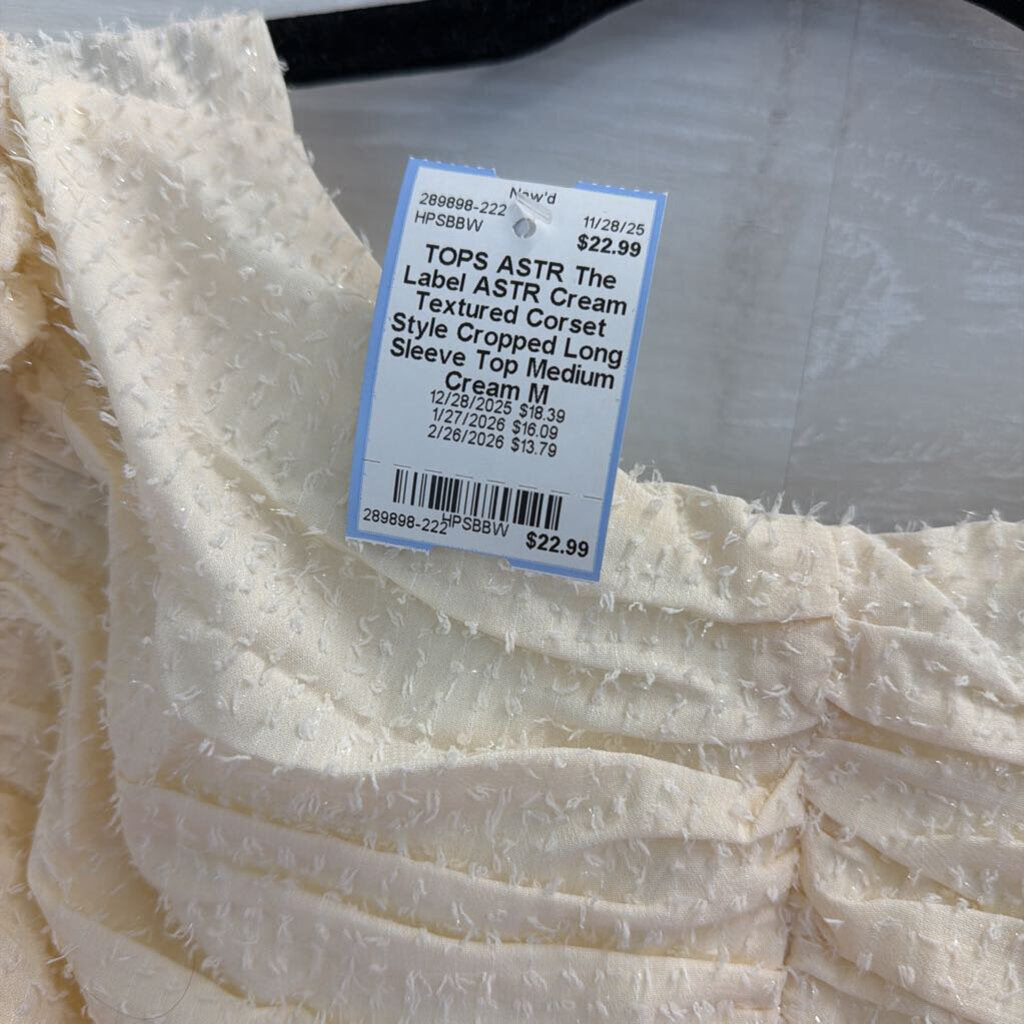 New'd
289898-222 11/28/25
HPSBBW $22.99
TOPS ASTR The
Label ASTR Cream
Textured Corset
Style Cropped Long
Sleeve Top Medium
Cream M
12/28/2025 $18.39
1/27/2026 $16.09
2/26/2026 $13.79
289898-222 HPSBBW $22.99